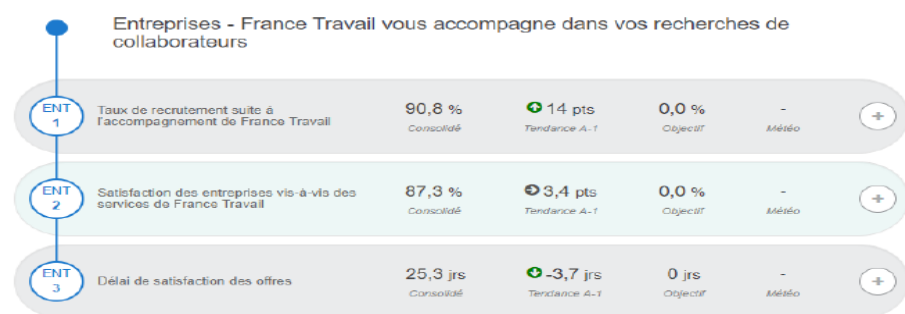 Entreprises - France Travail vous accompagne dans vos recherches de
collaborateurs
ENT
1
Taux de recrutement suite à
l'accompagnement de France Travail
90,8 %
Consolidé
14 pts
Tendance A-1
0,0 %
Objectif
-
Météo
+
ENT
2
Satisfaction des entreprises vis-à-vis des
services de France Travail
87,3 %
Consolidé
3,4 pts
Tendance A-1
0,0 %
Objectif
-
Météo
+
ENT
3
Délai de satisfaction des offres
25,3 jrs
Consolidé
-3,7 jrs
Tendance A-1
0 jrs
Objectif
-
Météo
+